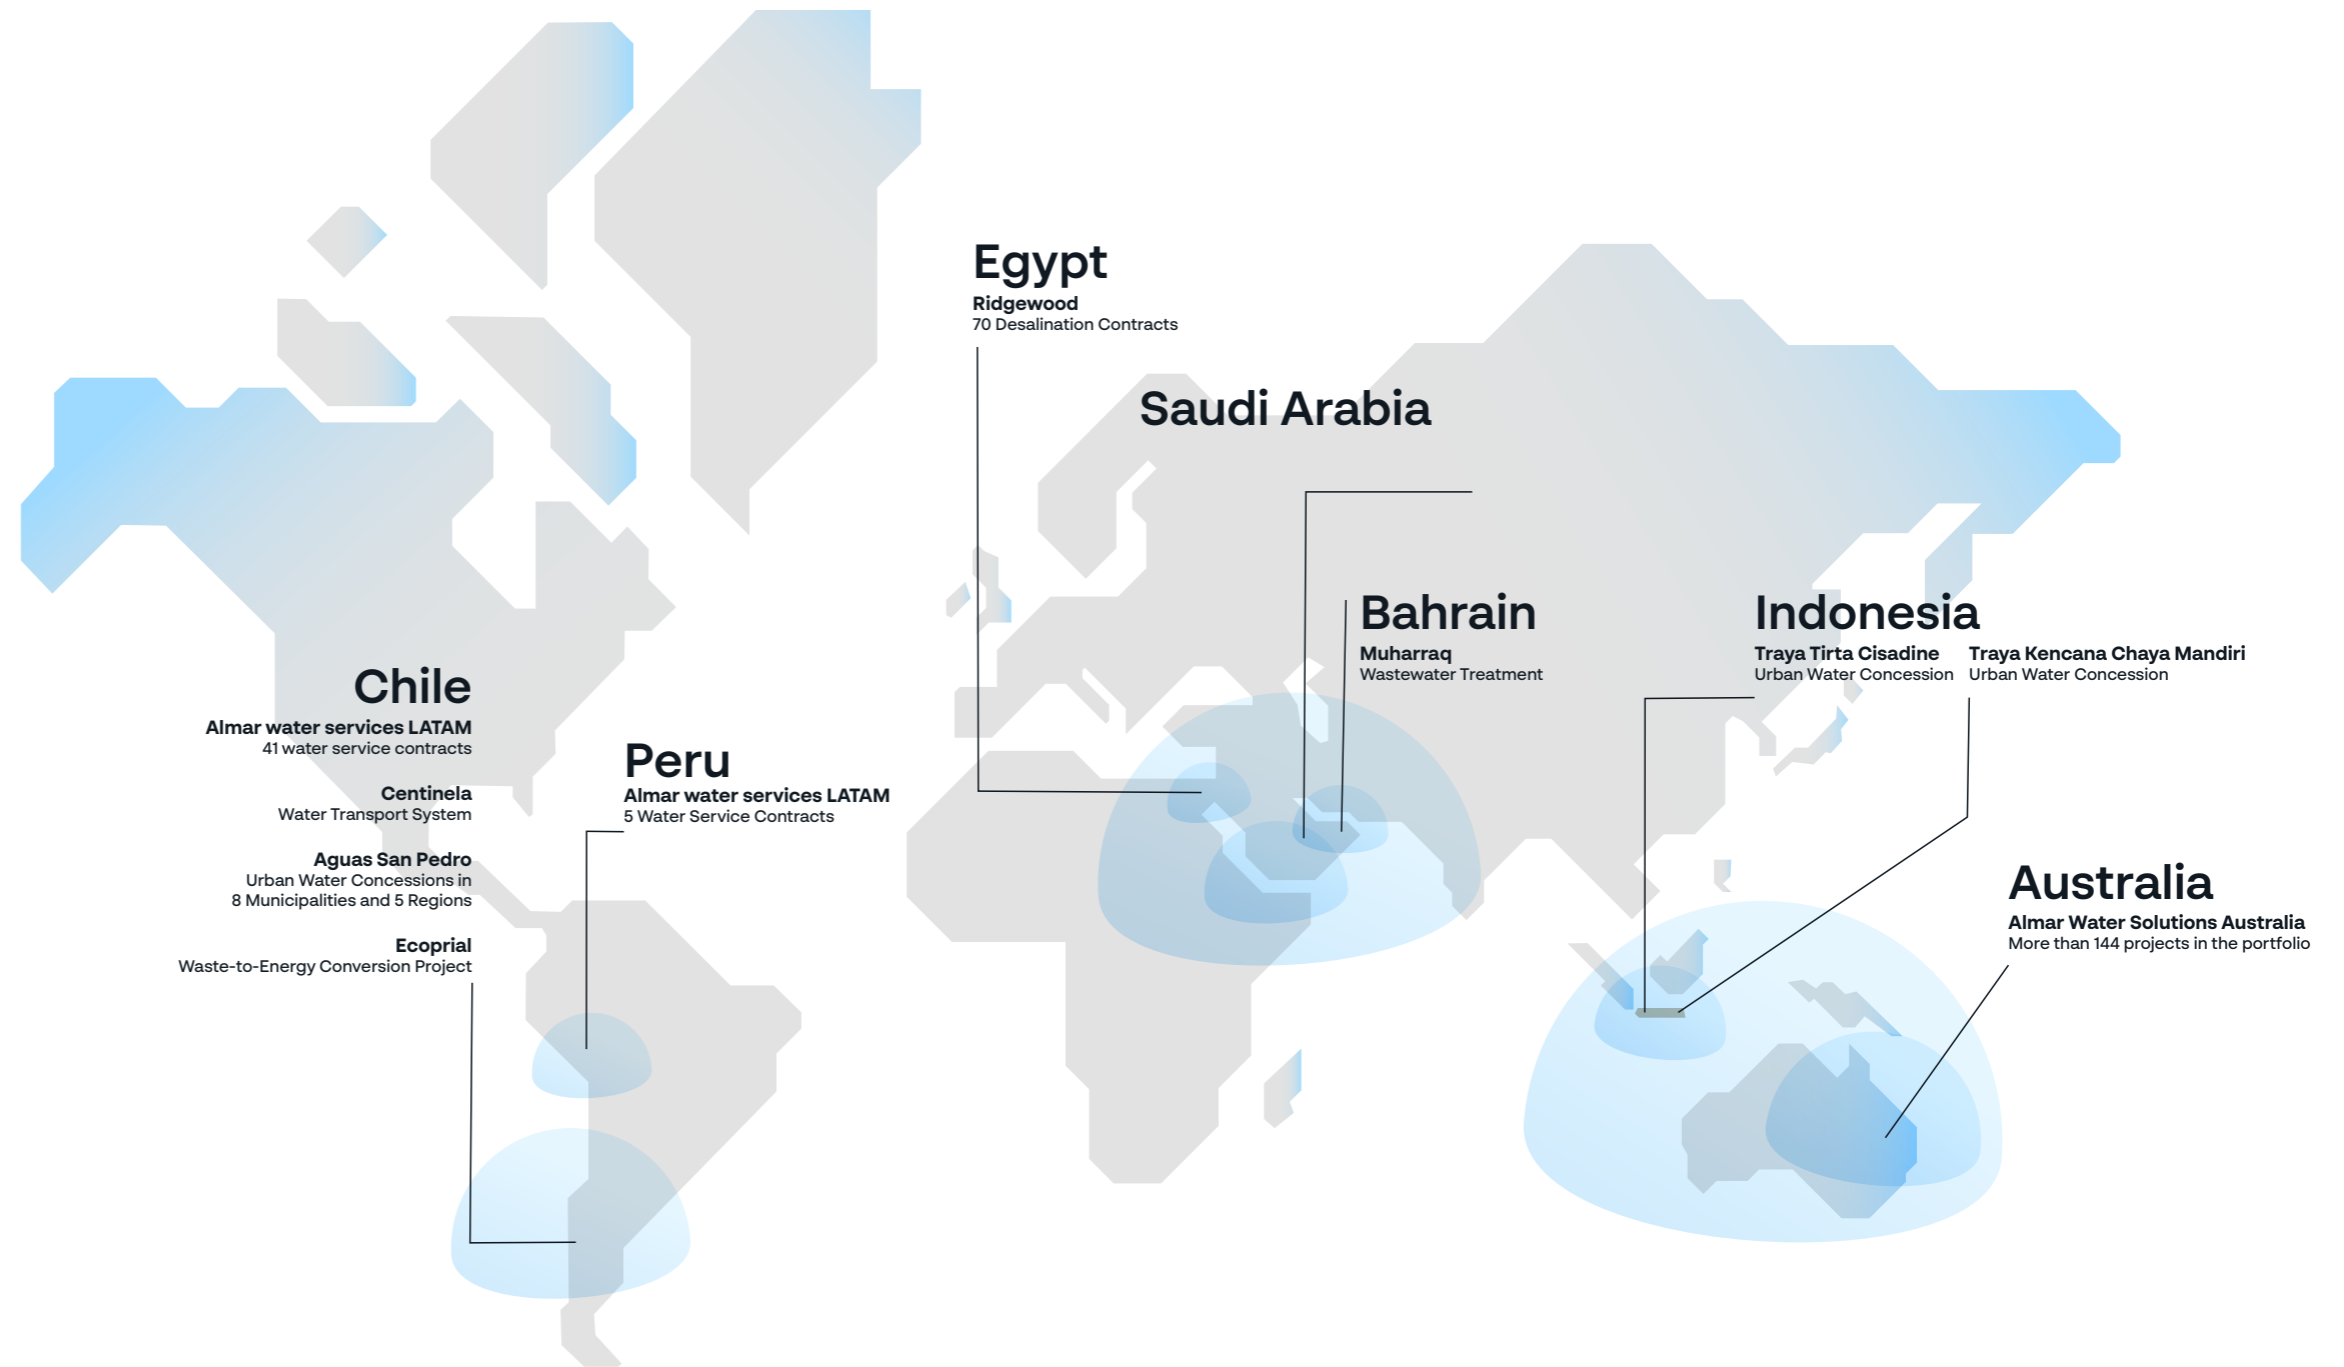 Egypt
Ridgewood
70 Desalination Contracts
Saudi Arabia
Bahrain
Muharraq
Wastewater Treatment
Indonesia
Traya Tirta Cisadine
Urban Water Concession
Traya Kencana Chaya Mandiri
Urban Water Concession
Chile
Almar water services LATAM
41 water service contracts
Centinela
Water Transport System
Aguas San Pedro
Urban Water Concessions in
8 Municipalities and 5 Regions
Ecoprial
Waste-to-Energy Conversion Project
Peru
Almar water services LATAM
5 Water Service Contracts
Australia
Almar Water Solutions Australia
More than 144 projects in the portfolio